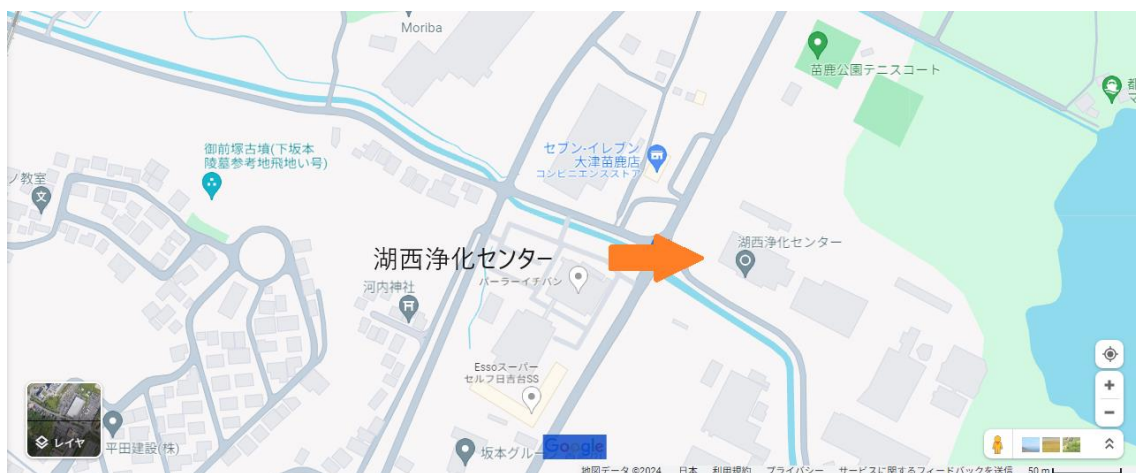 Moriba
苗鹿公園テニスコート
都
マ
御前塚古墳(下坂本
陵墓参考地飛地い号)
セブン-イレブン
大津苗鹿店
コンビニエンスストア
ノ教室
湖西浄化センター
湖西浄化センター
河内神社
パーラーイチバン
Essoスーパー
セルフ日吉台SS
レイヤ
平田建設(株)
坂本グルー
Google
地図データ ©2024 日本 利用規約 プライバシー サービスに関するフィードバックを送信 50 m